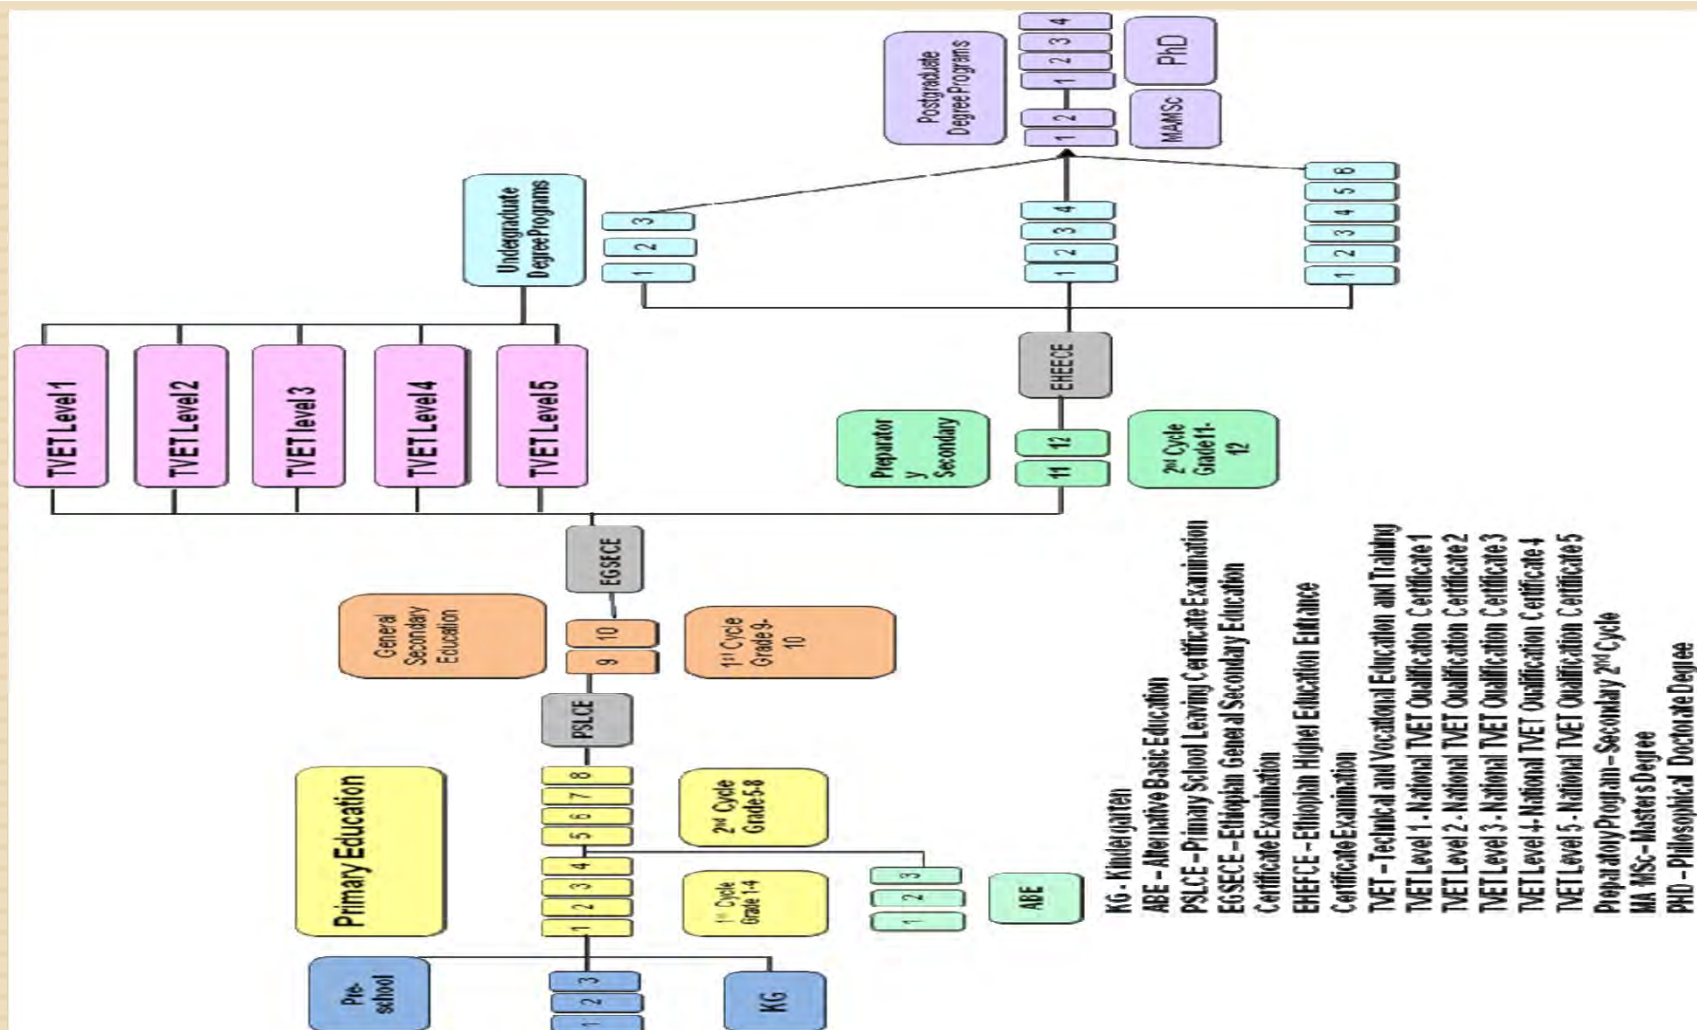 Pre-
school
1
2
3
KG
Primary Education
1
2
3
4
5
6
7
8
1st Cycle
Grade 1-4
2nd Cycle
Grade 5-8
1
2
3
ABE
PSLCE
General
Secondary
Education
9
10
1st Cycle
Grade 9-
10
EGSECE
TVET Level 1
TVET Level 2
TVET level 3
TVET Level 4
TVET Level 5
Preparator
y
Secondary
11
12
2nd Cycle
Grade 11-
12
EHEECE
Undergraduate
Degree Programs
1
2
3
1
2
3
4
1
2
3
4
5
6
Postgraduate
Degree Programs
1
2
1
2
3
4
MAMSc
PhD
KG - Kindergarten
ABE – Alternative Basic Education
PSLCE – Primary School Leaving Certificate Examination
EGSECE – Ethiopian General Secondary Education
Certificate Examination
EHEECE – Ethiopian Higher Education Entrance
Certificate Examination
TVET – Technical and Vocational Education and Training
TVET Level 1 - National TVET Qualification Certificate 1
TVET Level 2 - National TVET Qualification Certificate 2
TVET Level 3 - National TVET Qualification Certificate 3
TVET Level 4 - National TVET Qualification Certificate 4
TVET Level 5 - National TVET Qualification Certificate 5
Preparatory Program – Secondary 2nd Cycle
MA MSc – Masters Degree
PHD – Philosophical Doctorate Degree